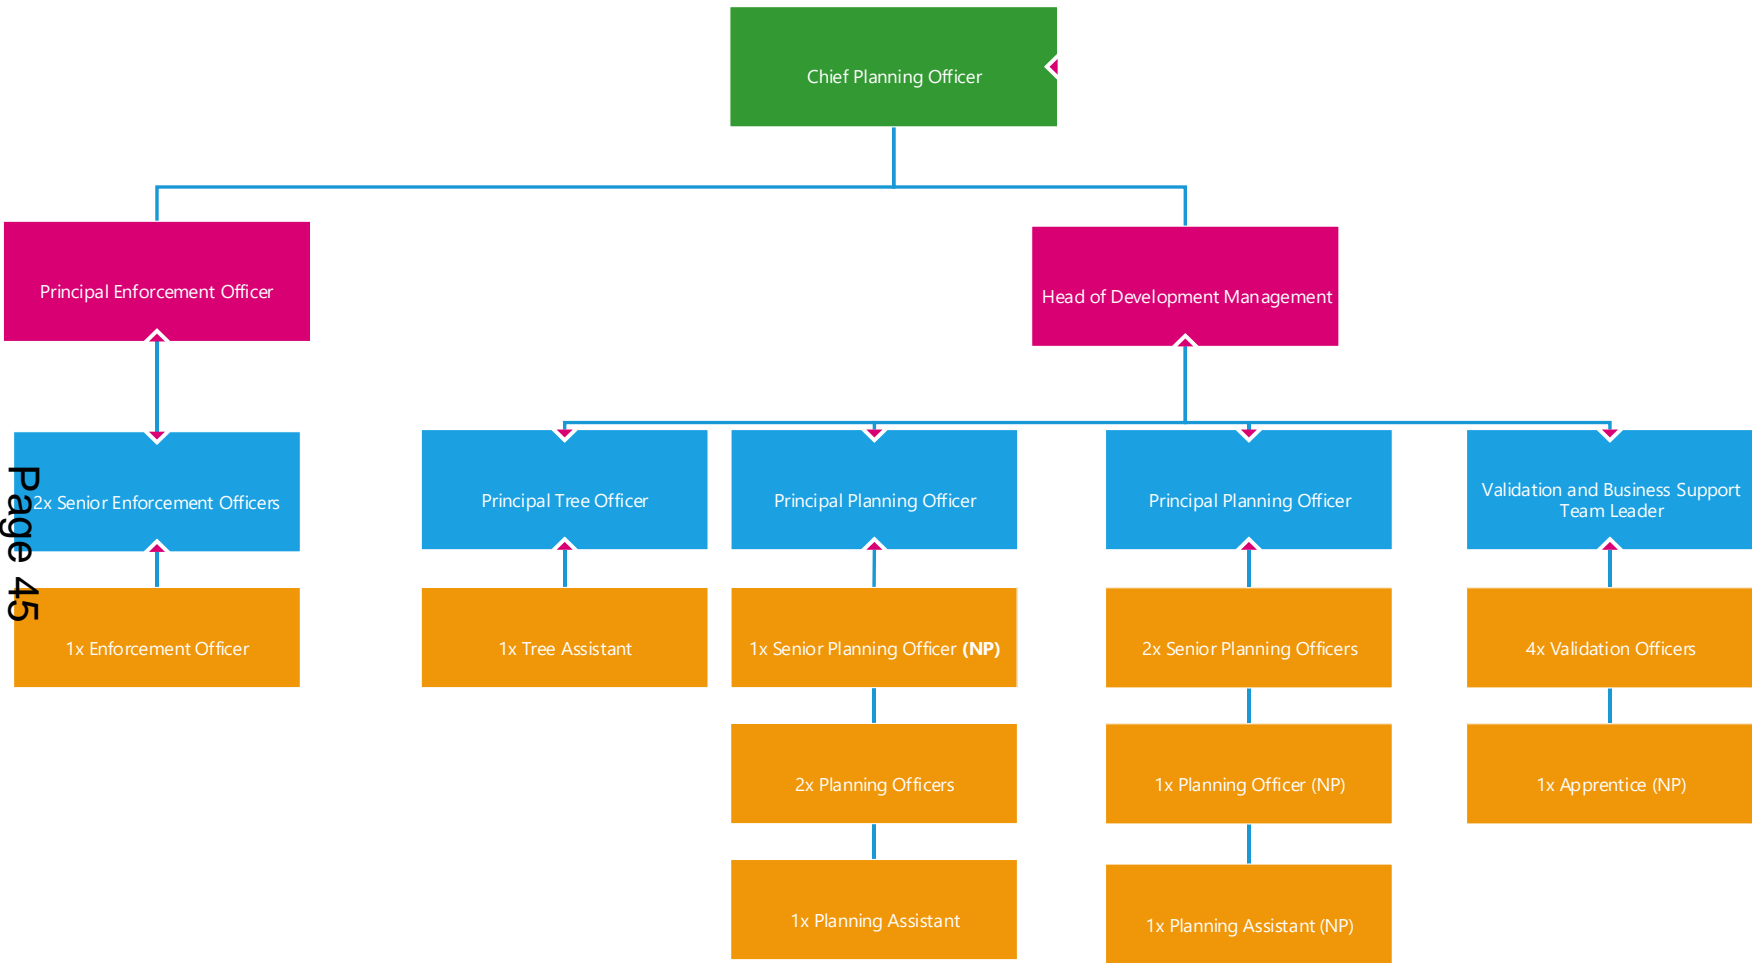 Chief Planning Officer
Principal Enforcement Officer
Head of Development Management
2x Senior Enforcement Officers
Principal Tree Officer
Principal Planning Officer
Principal Planning Officer
Validation and Business Support
Team Leader
1x Enforcement Officer
1x Tree Assistant
1x Senior Planning Officer (NP)
2x Senior Planning Officers
4x Validation Officers
2x Planning Officers
1x Planning Officer (NP)
1x Apprentice (NP)
1x Planning Assistant
1x Planning Assistant (NP)
Page 45